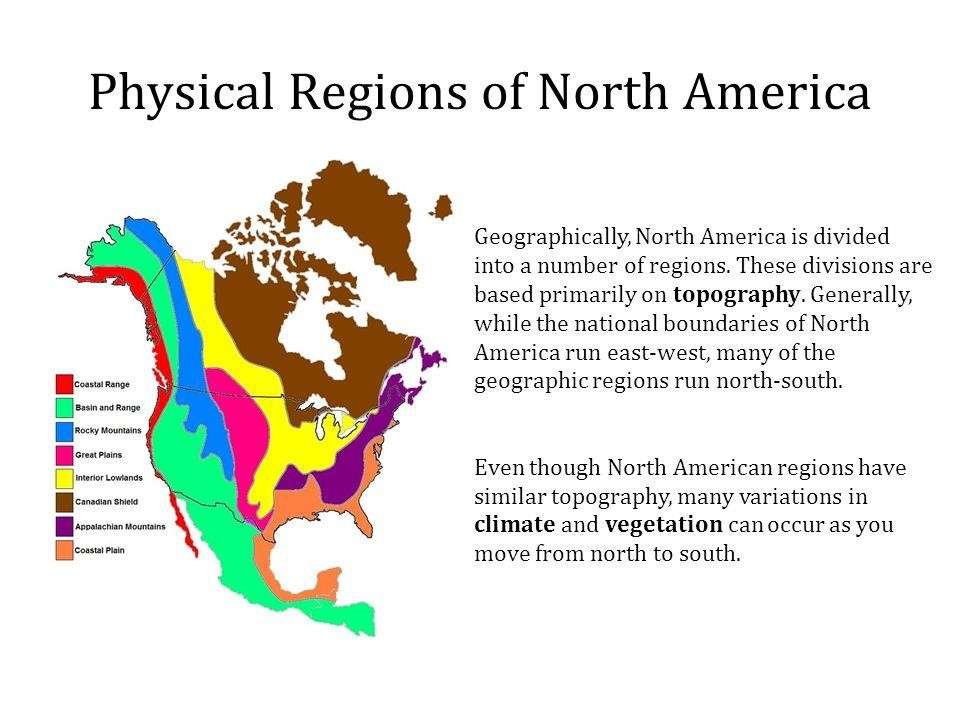 Physical Regions of North America
Geographically, North America is divided
into a number of regions. These divisions are
based primarily on topography. Generally,
while the national boundaries of North
America run east-west, many of the
geographic regions run north-south.
Even though North American regions have
similar topography, many variations in
climate and vegetation can occur as you
move from north to south.
Coastal Range
Basin and Range
Rocky Mountains
Great Plains
Interior Lowlands
Canadian Shield
Appalachian Mountains
Coastal Plain